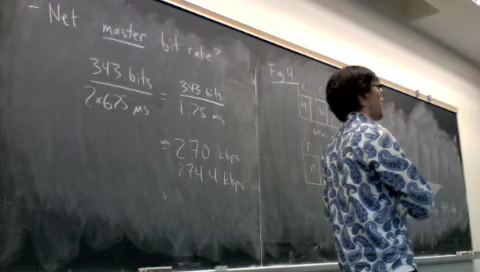 - Net master bit rate?
343 bits / 2×625 ms = 343 bits / 1.25 ms
= 270 kbps
274.4 kbps
Fig 4.